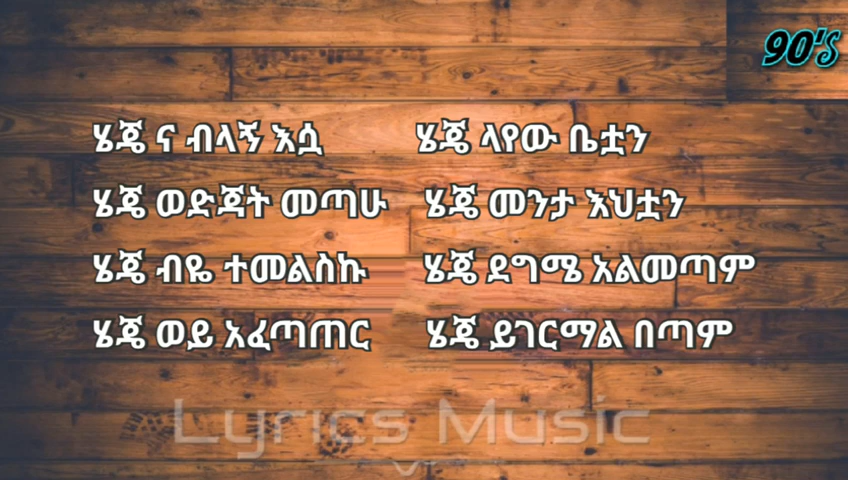 90's
ሄጄ ና ብላኝ እሷ ሄጄ ላየው ቤቷን
ሄጄ ወድጃት መጣሁ ሄጄ መንታ እህቷን
ሄጄ ብዬ ተመልስኩ ሄጄ ደግሜ አልመጣም
ሄጄ ወይ አፈጣጠር ሄጄ ይገርማል በጣም
Lyrics Music